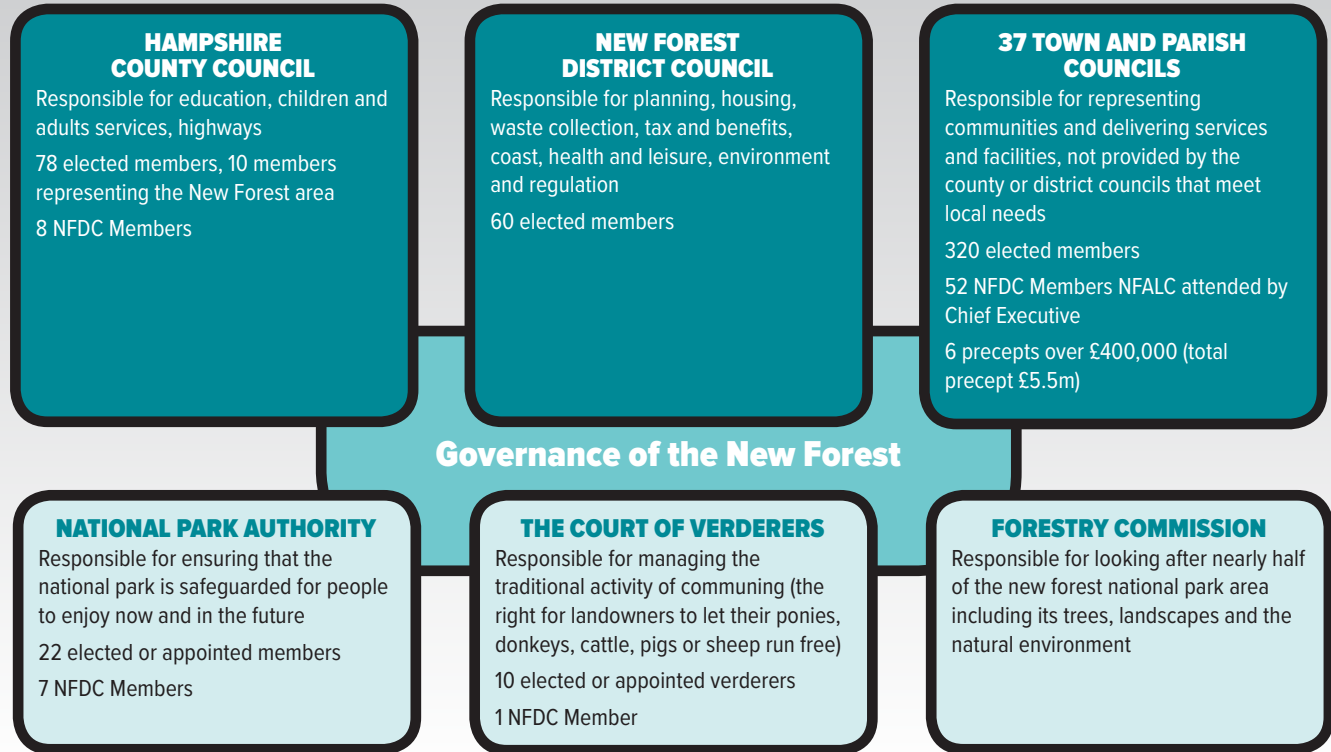 HAMPSHIRE
COUNTY COUNCIL
Responsible for education, children and
adults services, highways
78 elected members, 10 members
representing the New Forest area
8 NFDC Members
NEW FOREST
DISTRICT COUNCIL
Responsible for planning, housing,
waste collection, tax and benefits,
coast, health and leisure, environment
and regulation
60 elected members
37 TOWN AND PARISH
COUNCILS
Responsible for representing
communities and delivering services
and facilities, not provided by the
county or district councils that meet
local needs
320 elected members
52 NFDC Members NFALC attended by
Chief Executive
6 precepts over £400,000 (total
precept £5.5m)
Governance of the New Forest
NATIONAL PARK AUTHORITY
Responsible for ensuring that the
national park is safeguarded for people
to enjoy now and in the future
22 elected or appointed members
7 NFDC Members
THE COURT OF VERDERERS
Responsible for managing the
traditional activity of communing (the
right for landowners to let their ponies,
donkeys, cattle, pigs or sheep run free)
10 elected or appointed verderers
1 NFDC Member
FORESTRY COMMISSION
Responsible for looking after nearly half
of the new forest national park area
including its trees, landscapes and the
natural environment